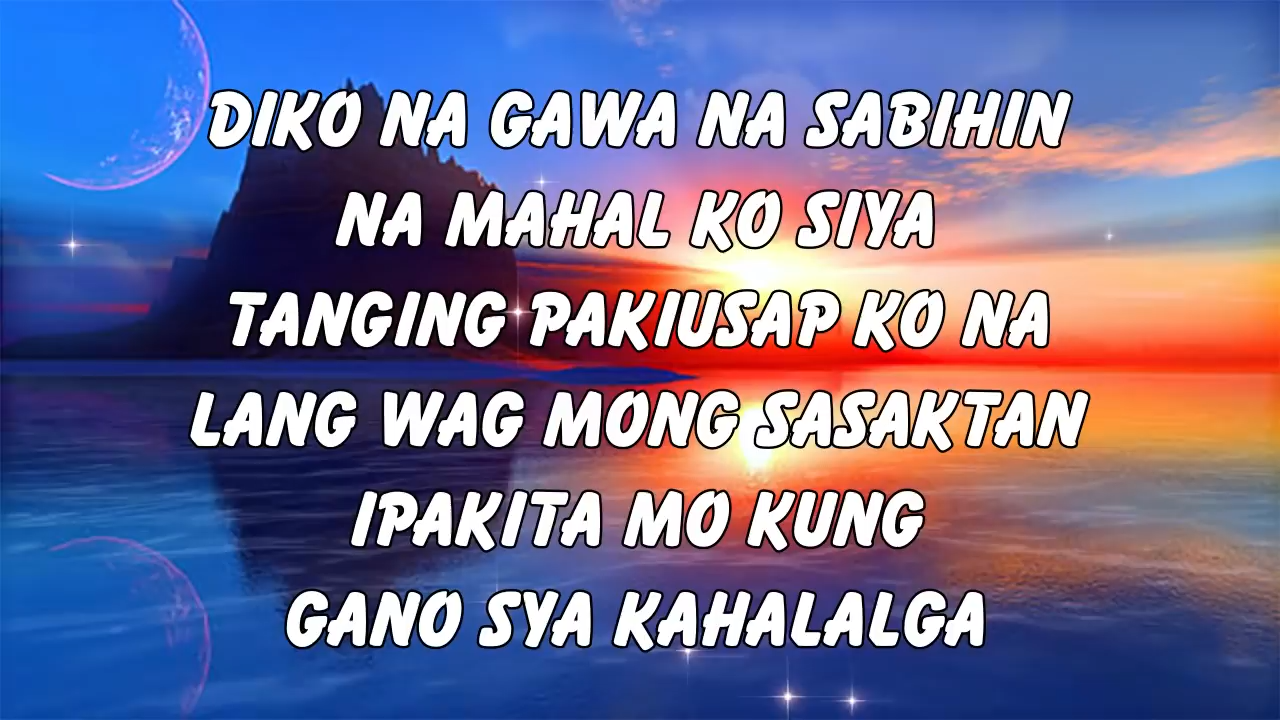 DIKO NA GAWA NA SABIHIN
NA MAHAL KO SIYA
TANGING PAKIUSAP KO NA
LANG WAG MONG SASAKTAN
IPAKITA MO KUNG
GANO SYA KAHALALGA